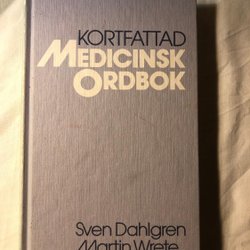 KORTFATTAD
MEDICINSK
ORDBOK
Sven Dahlgren
Martin Wrete